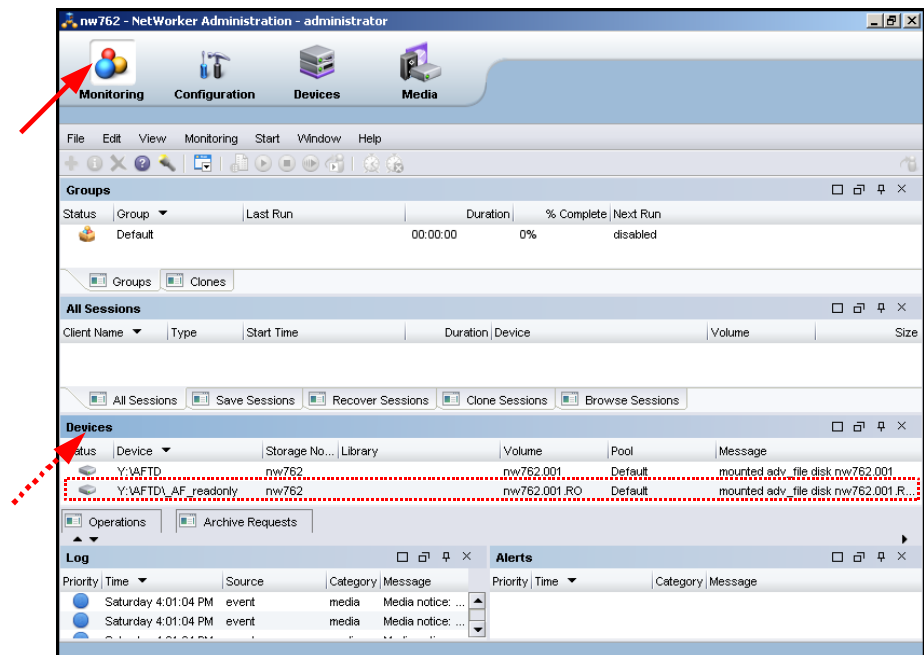 nw762 - NetWorker Administration - administrator
Monitoring Configuration Devices Media
File Edit View Monitoring Start Window Help
Groups
Status Group Last Run Duration % Complete Next Run
Default 00:00:00 0% disabled
Groups Clones
All Sessions
Client Name Type Start Time Duration Device Volume Size
All Sessions Save Sessions Recover Sessions Clone Sessions Browse Sessions
Devices
Device Storage No... Library Volume Pool Message
Y:\AFTD nw762 nw762.001 Default mounted adv_file disk nw762.001
Y:\AFTD\_AF_readonly nw762 nw762.001.RO Default mounted adv_file disk nw762.001.R...
Operations Archive Requests
Log
Priority Time Source Category Message
Saturday 4:01:04 PM event media Media notice: ...
Saturday 4:01:04 PM event media Media notice: ...
Alerts
Priority Time Category Message